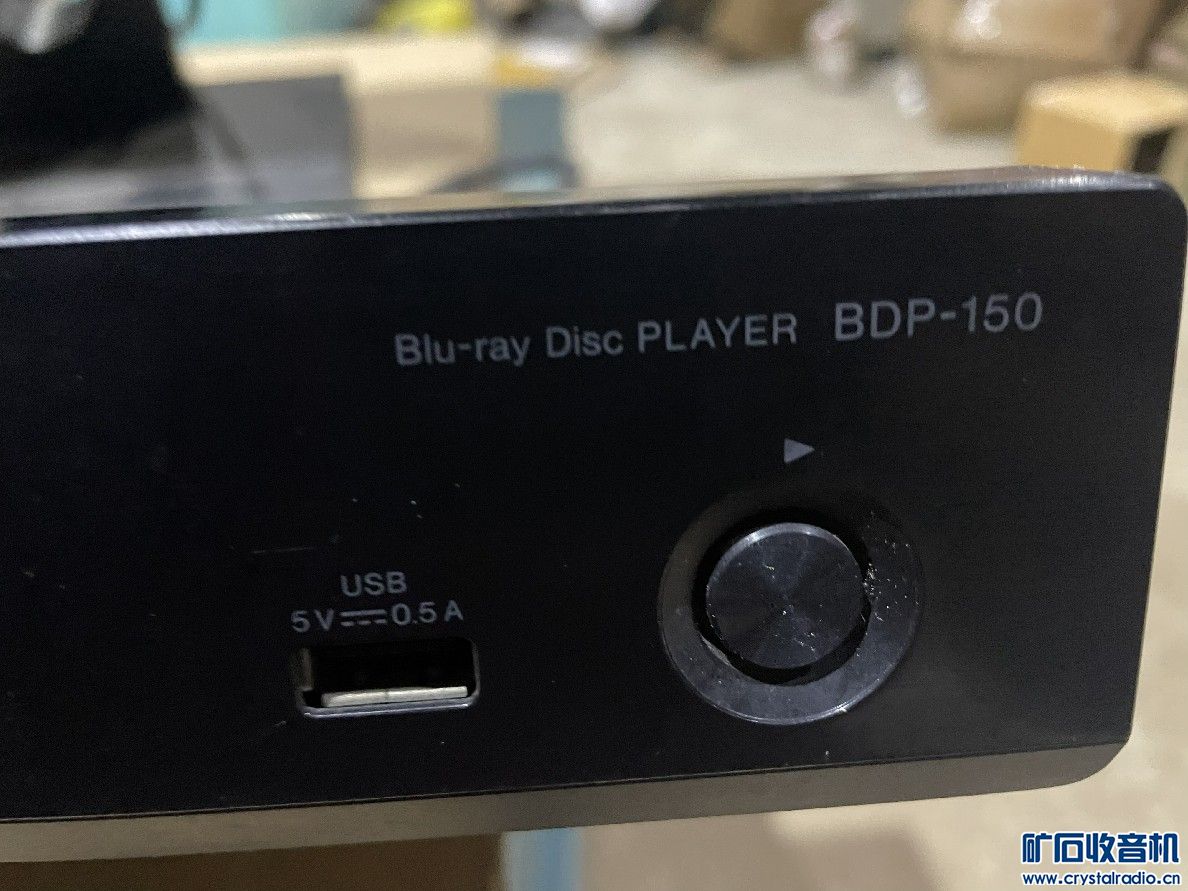 Blu-ray Disc PLAYER BDP-150
USB
5V⎓0.5A
矿石收音机
www.crystalradio.cn